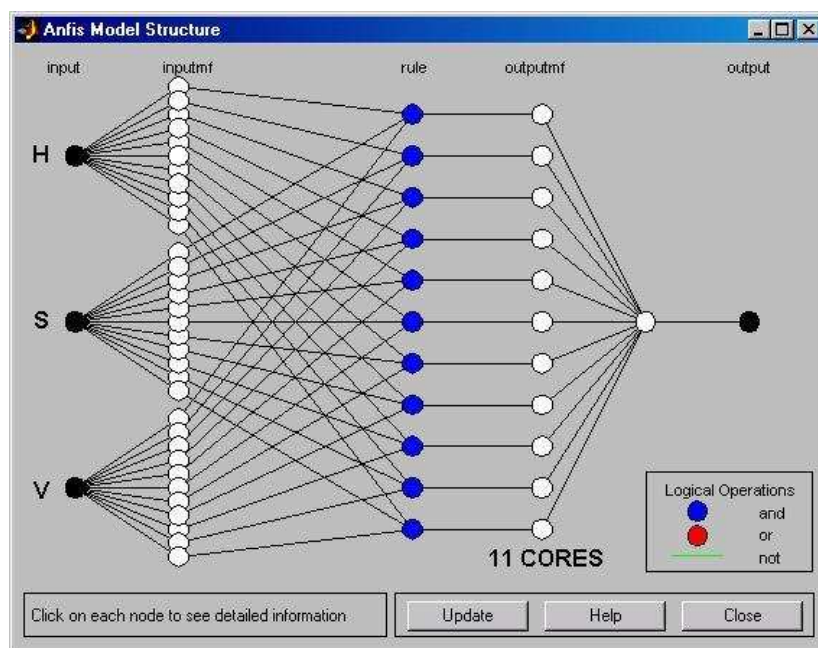 Anfis Model Structure
input inputmf rule outputmf output
H
S
V
11 CORES
Logical Operations
and
or
not
Click on each node to see detailed information
Update Help Close